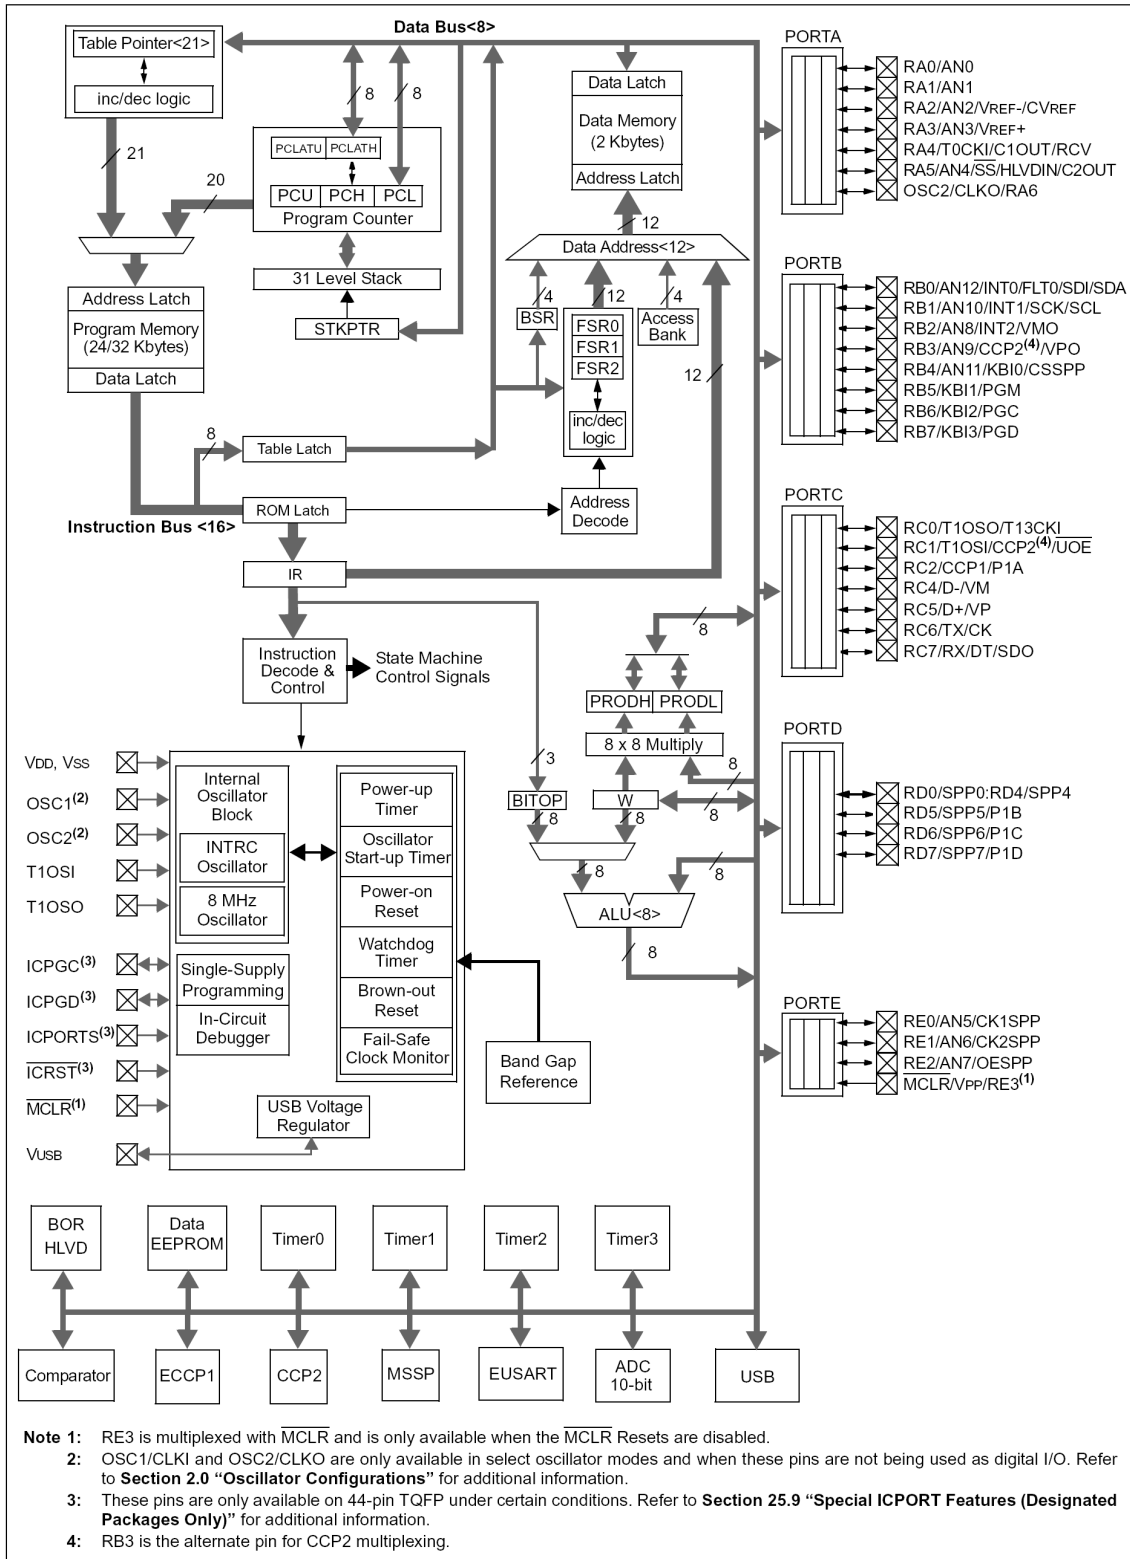 Data Bus<8>
Table Pointer<21>
inc/dec logic
21
20
8
8
PCLATU PCLATH
PCU PCH PCL
Program Counter
31 Level Stack
STKPTR
Address Latch
Program Memory
(24/32 Kbytes)
Data Latch
8
Table Latch
ROM Latch
Instruction Bus <16>
IR
Data Latch
Data Memory
(2 Kbytes)
Address Latch
12
Data Address<12>
4
12
4
BSR
FSR0
FSR1
FSR2
inc/dec
logic
Access
Bank
12
Address
Decode
Instruction
Decode &
Control
State Machine
Control Signals
8
PRODH PRODL
8 x 8 Multiply
3
8
BITOP
W
8
8
8
8
8
ALU<8>
8
VDD, VSS
OSC1(2)
OSC2(2)
T1OSI
T1OSO
ICPGC(3)
ICPGD(3)
ICPORTS(3)
ICRST(3)
MCLR(1)
VUSB
Internal
Oscillator
Block
INTRC
Oscillator
8 MHz
Oscillator
Single-Supply
Programming
In-Circuit
Debugger
Power-up
Timer
Oscillator
Start-up Timer
Power-on
Reset
Watchdog
Timer
Brown-out
Reset
Fail-Safe
Clock Monitor
USB Voltage
Regulator
Band Gap
Reference
PORTA
RA0/AN0
RA1/AN1
RA2/AN2/VREF-/CVREF
RA3/AN3/VREF+
RA4/T0CKI/C1OUT/RCV
RA5/AN4/SS/HLVDIN/C2OUT
OSC2/CLKO/RA6
PORTB
RB0/AN12/INT0/FLT0/SDI/SDA
RB1/AN10/INT1/SCK/SCL
RB2/AN8/INT2/VMO
RB3/AN9/CCP2(4)/VPO
RB4/AN11/KBI0/CSSPP
RB5/KBI1/PGM
RB6/KBI2/PGC
RB7/KBI3/PGD
PORTC
RC0/T1OSO/T13CKI
RC1/T1OSI/CCP2(4)/UOE
RC2/CCP1/P1A
RC4/D-/VM
RC5/D+/VP
RC6/TX/CK
RC7/RX/DT/SDO
PORTD
RD0/SPP0:RD4/SPP4
RD5/SPP5/P1B
RD6/SPP6/P1C
RD7/SPP7/P1D
PORTE
RE0/AN5/CK1SPP
RE1/AN6/CK2SPP
RE2/AN7/OESPP
MCLR/VPP/RE3(1)
BOR
HLVD
Data
EEPROM
Timer0
Timer1
Timer2
Timer3
Comparator
ECCP1
CCP2
MSSP
EUSART
ADC
10-bit
USB
Note 1: RE3 is multiplexed with MCLR and is only available when the MCLR Resets are disabled.
2: OSC1/CLKI and OSC2/CLKO are only available in select oscillator modes and when these pins are not being used as digital I/O. Refer
to Section 2.0 “Oscillator Configurations” for additional information.
3: These pins are only available on 44-pin TQFP under certain conditions. Refer to Section 25.9 “Special ICPORT Features (Designated
Packages Only)” for additional information.
4: RB3 is the alternate pin for CCP2 multiplexing.